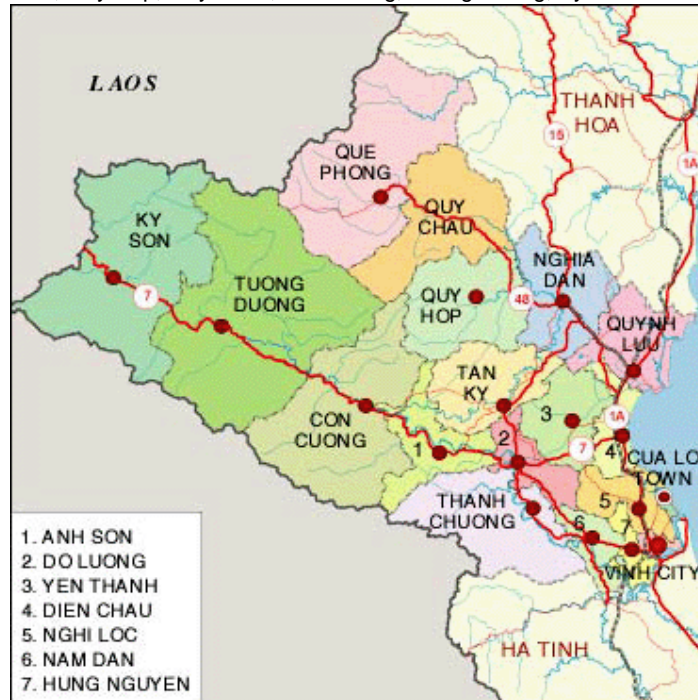 LAOS
THANH
HOA
15
1A
QUE
PHONG
QUY
CHAU
KY
SON
NGHIA
DAN
TUONG
DUONG
7
QUY
HOP
48
QUYNH
LUU
TAN
KY
CON
CUONG
3
1A
1
2
7
4
CUA LO
TOWN
THANH
CHUONG
5
6
7
VINH CITY
HA TINH
1. ANH SON
2. DO LUONG
3. YEN THANH
4. DIEN CHAU
5. NGHI LOC
6. NAM DAN
7. HUNG NGUYEN